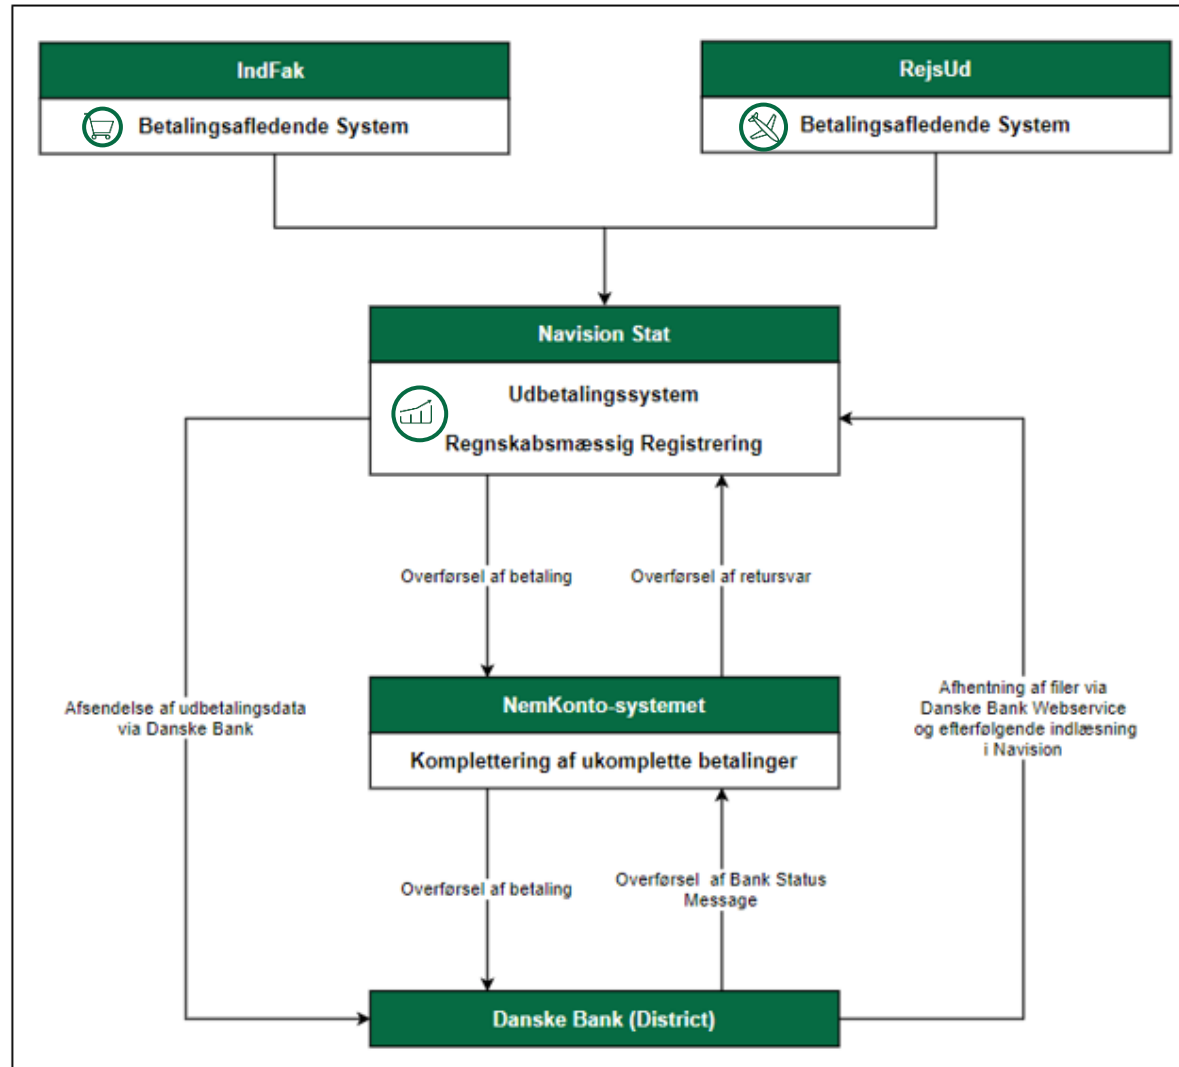 IndFak
Betalingsafledende System
RejsUd
Betalingsafledende System
Navision Stat
Udbetalingssystem
Regnskabsmæssig Registrering
Overførsel af betaling
Overførsel af retursvar
Afsendelse af udbetalingsdata
via Danske Bank
NemKonto-systemet
Komplettering af ukomplette betalinger
Afhentning af filer via
Danske Bank Webservice
og efterfølgende indlæsning
i Navision
Overførsel af betaling
Overførsel af Bank Status
Message
Danske Bank (District)